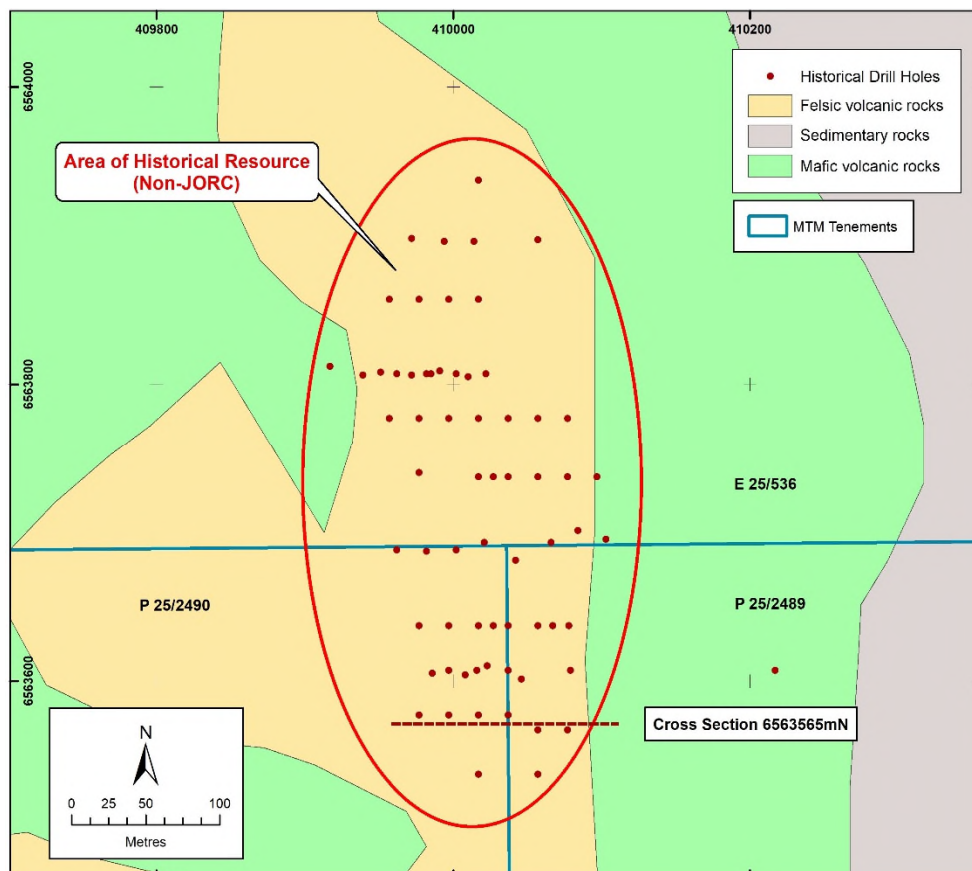 409800
410000
410200
6564000
6563800
6563600
Historical Drill Holes
Felsic volcanic rocks
Sedimentary rocks
Mafic volcanic rocks
MTM Tenements
Area of Historical Resource
(Non-JORC)
E 25/536
P 25/2490
P 25/2489
Cross Section 6563565mN
N
0 25 50 100
Metres